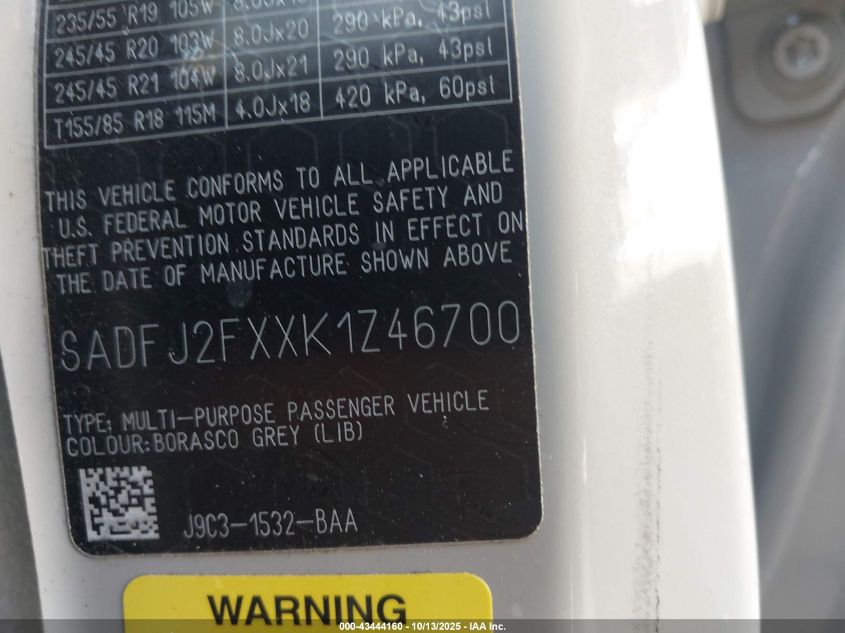 235/55 R19 105W 8.0Jx19
245/45 R20 103W 8.0Jx20 290 kPa, 43psi
245/45 R21 104W 8.0Jx21 290 kPa, 43psi
T155/85 R18 115M 4.0Jx18 420 kPa, 60psi
THIS VEHICLE CONFORMS TO ALL APPLICABLE
U.S. FEDERAL MOTOR VEHICLE SAFETY AND
THEFT PREVENTION STANDARDS IN EFFECT ON
THE DATE OF MANUFACTURE SHOWN ABOVE
SADFJ2FXXK1Z46700
TYPE: MULTI-PURPOSE PASSENGER VEHICLE
COLOUR:BORASCO GREY (LIB)
J9C3-1532-BAA
WARNING
000-43444160 - 10/13/2025 - IAA Inc.